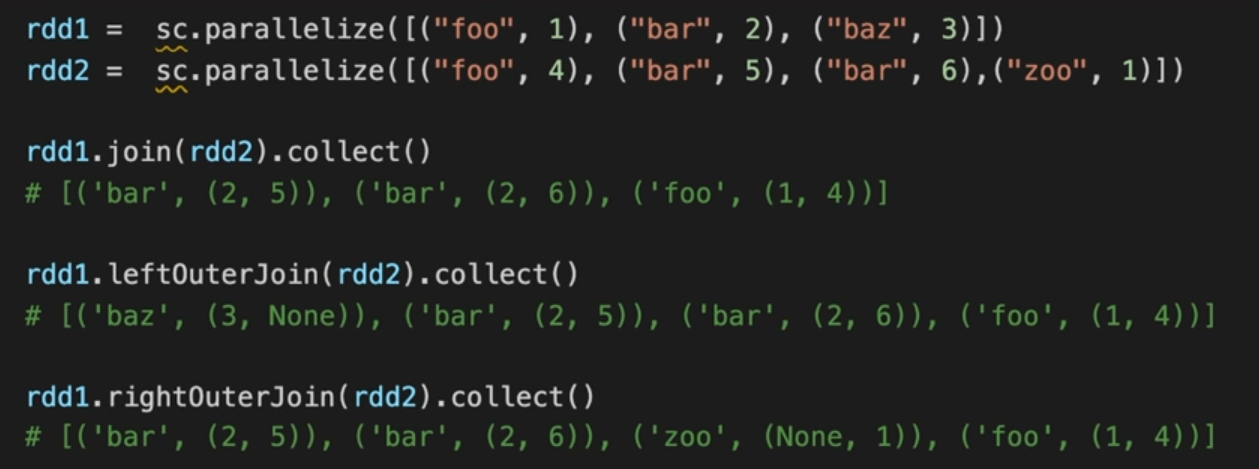 rdd1 =  sc.parallelize([("foo", 1), ("bar", 2), ("baz", 3)])
rdd2 =  sc.parallelize([("foo", 4), ("bar", 5), ("bar", 6),("zoo", 1)])
rdd1.join(rdd2).collect()
# [('bar', (2, 5)), ('bar', (2, 6)), ('foo', (1, 4))]
rdd1.leftOuterJoin(rdd2).collect()
# [('baz', (3, None)), ('bar', (2, 5)), ('bar', (2, 6)), ('foo', (1, 4))]
rdd1.rightOuterJoin(rdd2).collect()
# [('bar', (2, 5)), ('bar', (2, 6)), ('zoo', (None, 1)), ('foo', (1, 4))]